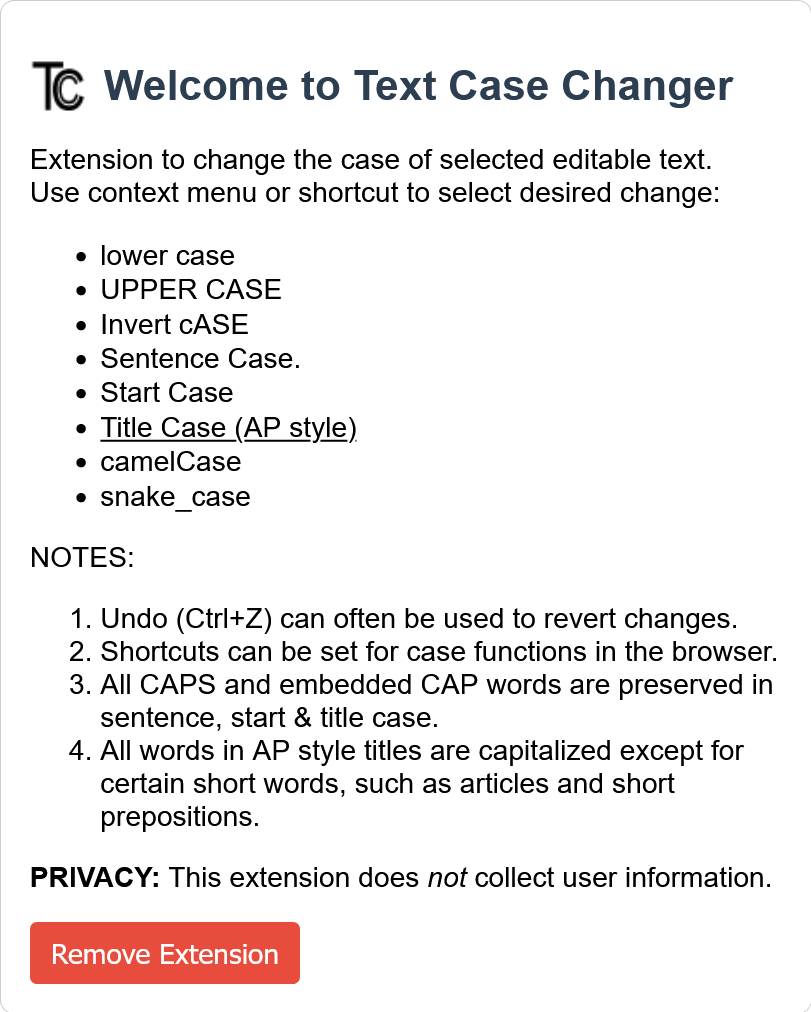 TC Welcome to Text Case Changer
Extension to change the case of selected editable text.
Use context menu or shortcut to select desired change:
• lower case
• UPPER CASE
• Invert cASE
• Sentence Case.
• Start Case
• Title Case (AP style)
• camelCase
• snake_case
NOTES:
1. Undo (Ctrl+Z) can often be used to revert changes.
2. Shortcuts can be set for case functions in the browser.
3. All CAPS and embedded CAP words are preserved in
sentence, start & title case.
4. All words in AP style titles are capitalized except for
certain short words, such as articles and short
prepositions.
PRIVACY: This extension does not collect user information.
Remove Extension